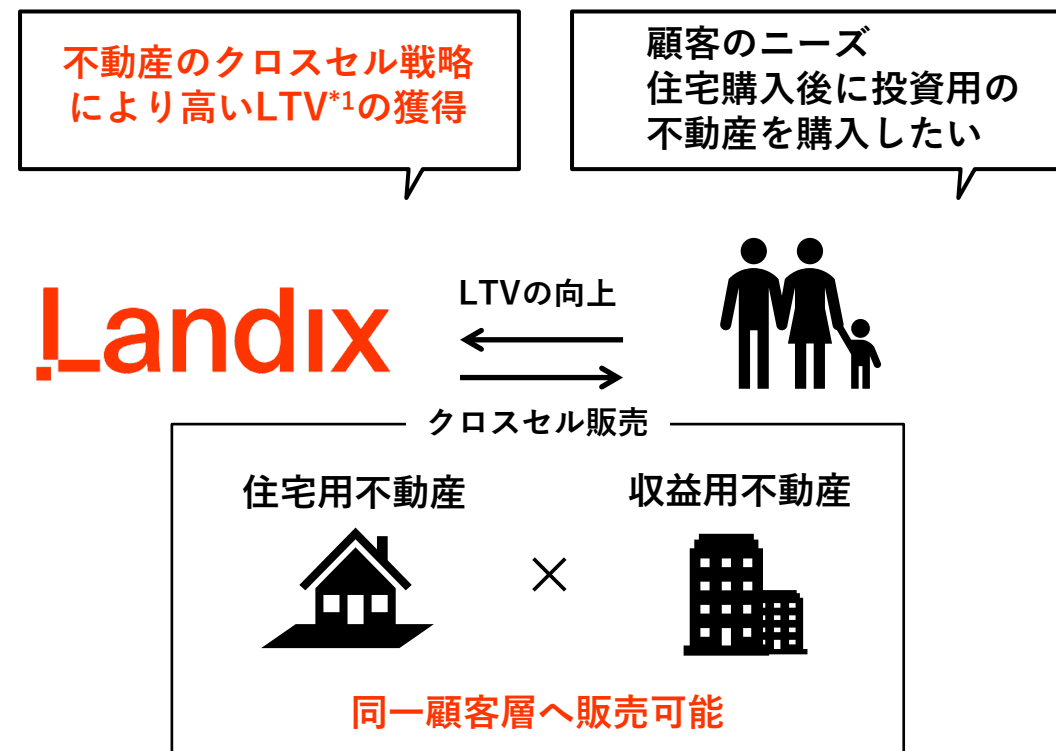 不動産のクロスセル戦略
により高いLTV*1の獲得
顧客のニーズ
住宅購入後に投資用の
不動産を購入したい
Landix
LTVの向上
クロスセル販売
住宅用不動産
×
収益用不動産
同一顧客層へ販売可能